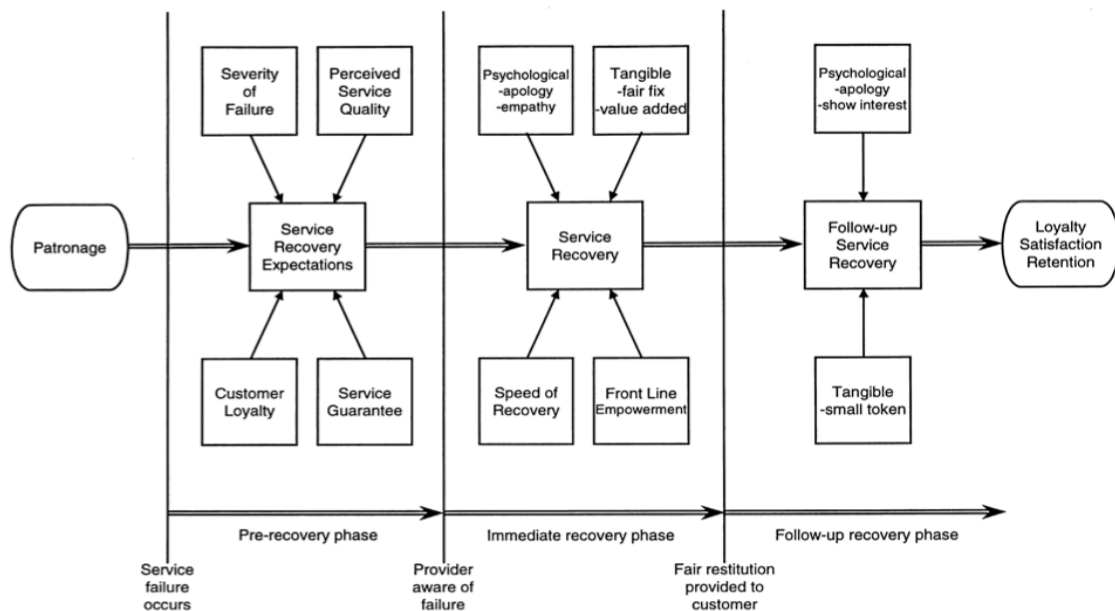 Severity
of
Failure
Perceived
Service
Quality
Psychological
-apology
-empathy
Tangible
-fair fix
-value added
Psychological
-apology
-show interest
Patronage
Service
Recovery
Expectations
Service
Recovery
Follow-up
Service
Recovery
Loyalty
Satisfaction
Retention
Customer
Loyalty
Service
Guarantee
Speed of
Recovery
Front Line
Empowerment
Tangible
-small token
Pre-recovery phase
Immediate recovery phase
Follow-up recovery phase
Service
failure
occurs
Provider
aware of
failure
Fair restitution
provided to
customer